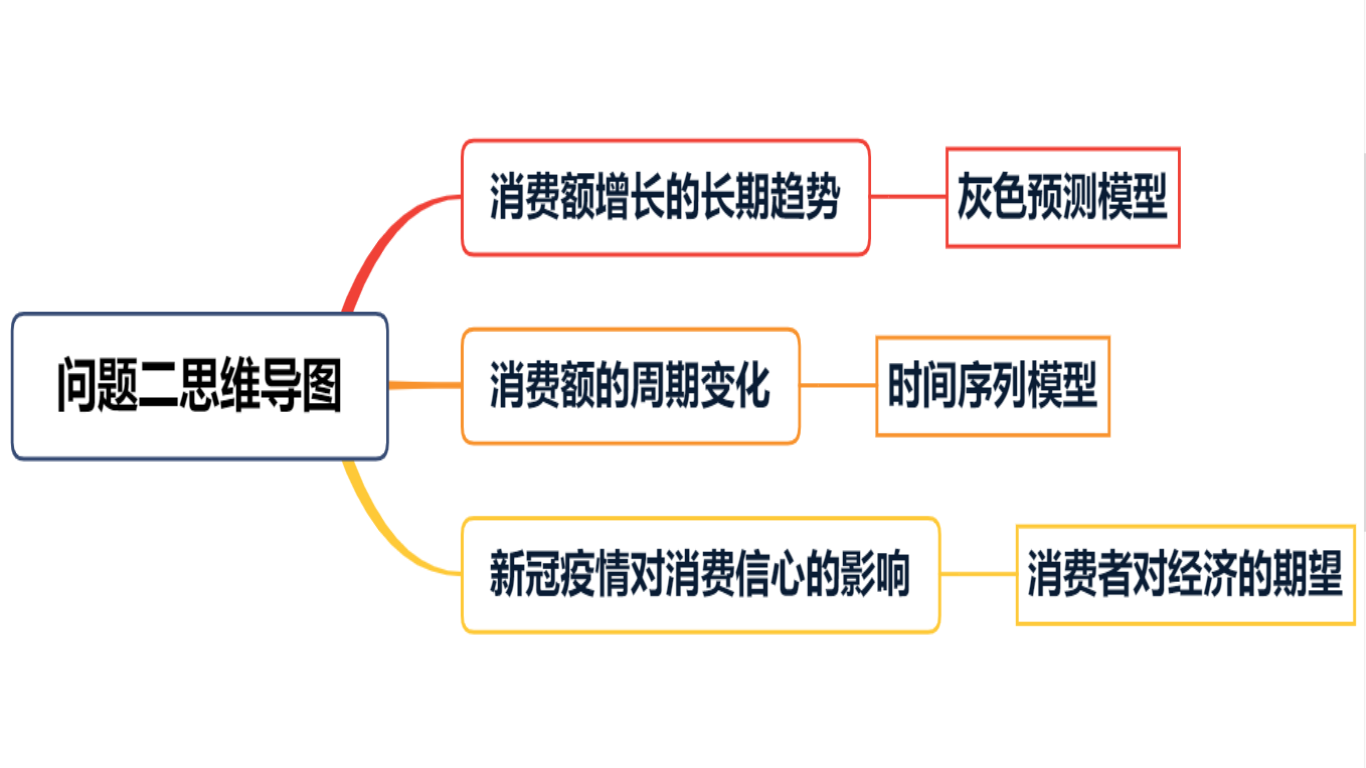 消费额增长的长期趋势
灰色预测模型
问题二思维导图
消费额的周期变化
时间序列模型
新冠疫情对消费信心的影响
消费者对经济的期望